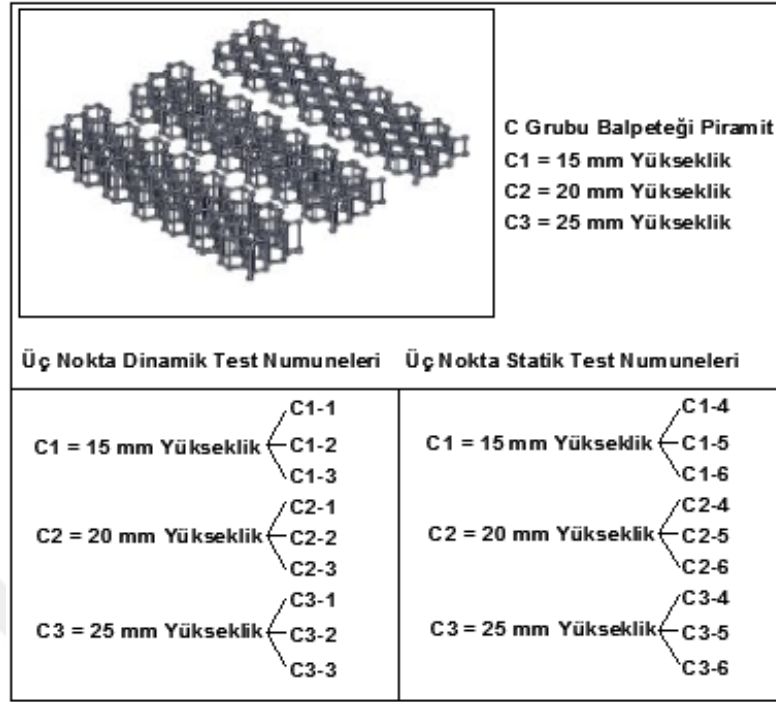 C Grubu Balpeteği Piramit
C1 = 15 mm Yükseklik
C2 = 20 mm Yükseklik
C3 = 25 mm Yükseklik
Üç Nokta Dinamik Test Numuneleri
C1 = 15 mm Yükseklik
C1-1
C1-2
C1-3
C2 = 20 mm Yükseklik
C2-1
C2-2
C2-3
C3 = 25 mm Yükseklik
C3-1
C3-2
C3-3
Üç Nokta Statik Test Numuneleri
C1 = 15 mm Yükseklik
C1-4
C1-5
C1-6
C2 = 20 mm Yükseklik
C2-4
C2-5
C2-6
C3 = 25 mm Yükseklik
C3-4
C3-5
C3-6